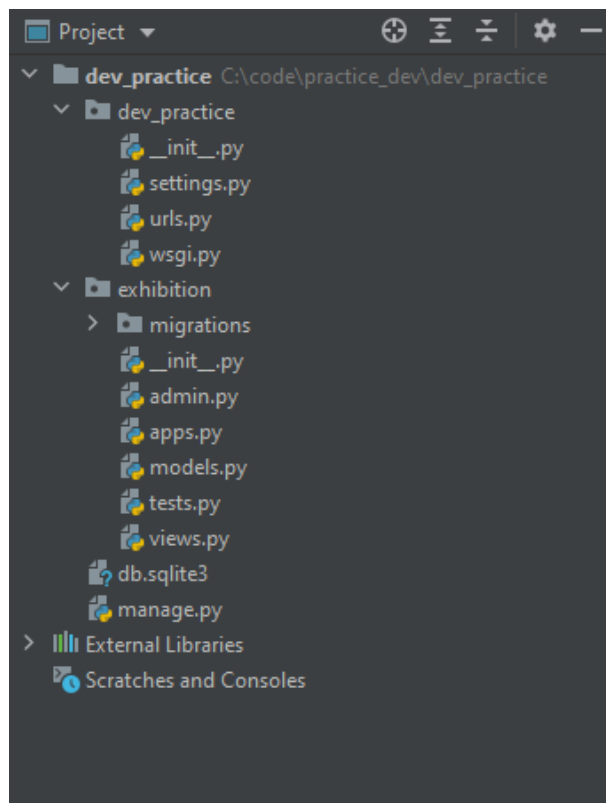 Project
dev_practice C:\code\practice_dev\dev_practice
dev_practice
__init__.py
settings.py
urls.py
wsgi.py
exhibition
migrations
__init__.py
admin.py
apps.py
models.py
tests.py
views.py
db.sqlite3
manage.py
External Libraries
Scratches and Consoles